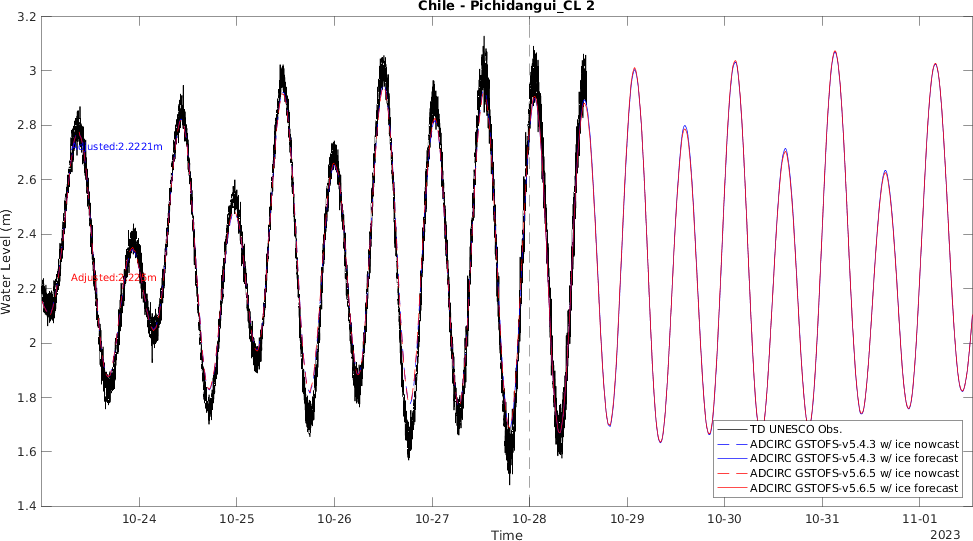 Chile - Pichidangui_CL 2
3.2
3
2.8
2.6
2.4
2.2
2
1.8
1.6
1.4
Water Level (m)
Adjusted:2.2221m
Adjusted:2.226m
TD UNESCO Obs.
ADCIRC GSTOFS-v5.4.3 w/ ice nowcast
ADCIRC GSTOFS-v5.4.3 w/ ice forecast
ADCIRC GSTOFS-v5.6.5 w/ ice nowcast
ADCIRC GSTOFS-v5.6.5 w/ ice forecast
10-24
10-25
10-26
10-27
10-28
10-29
10-30
10-31
11-01
Time
2023